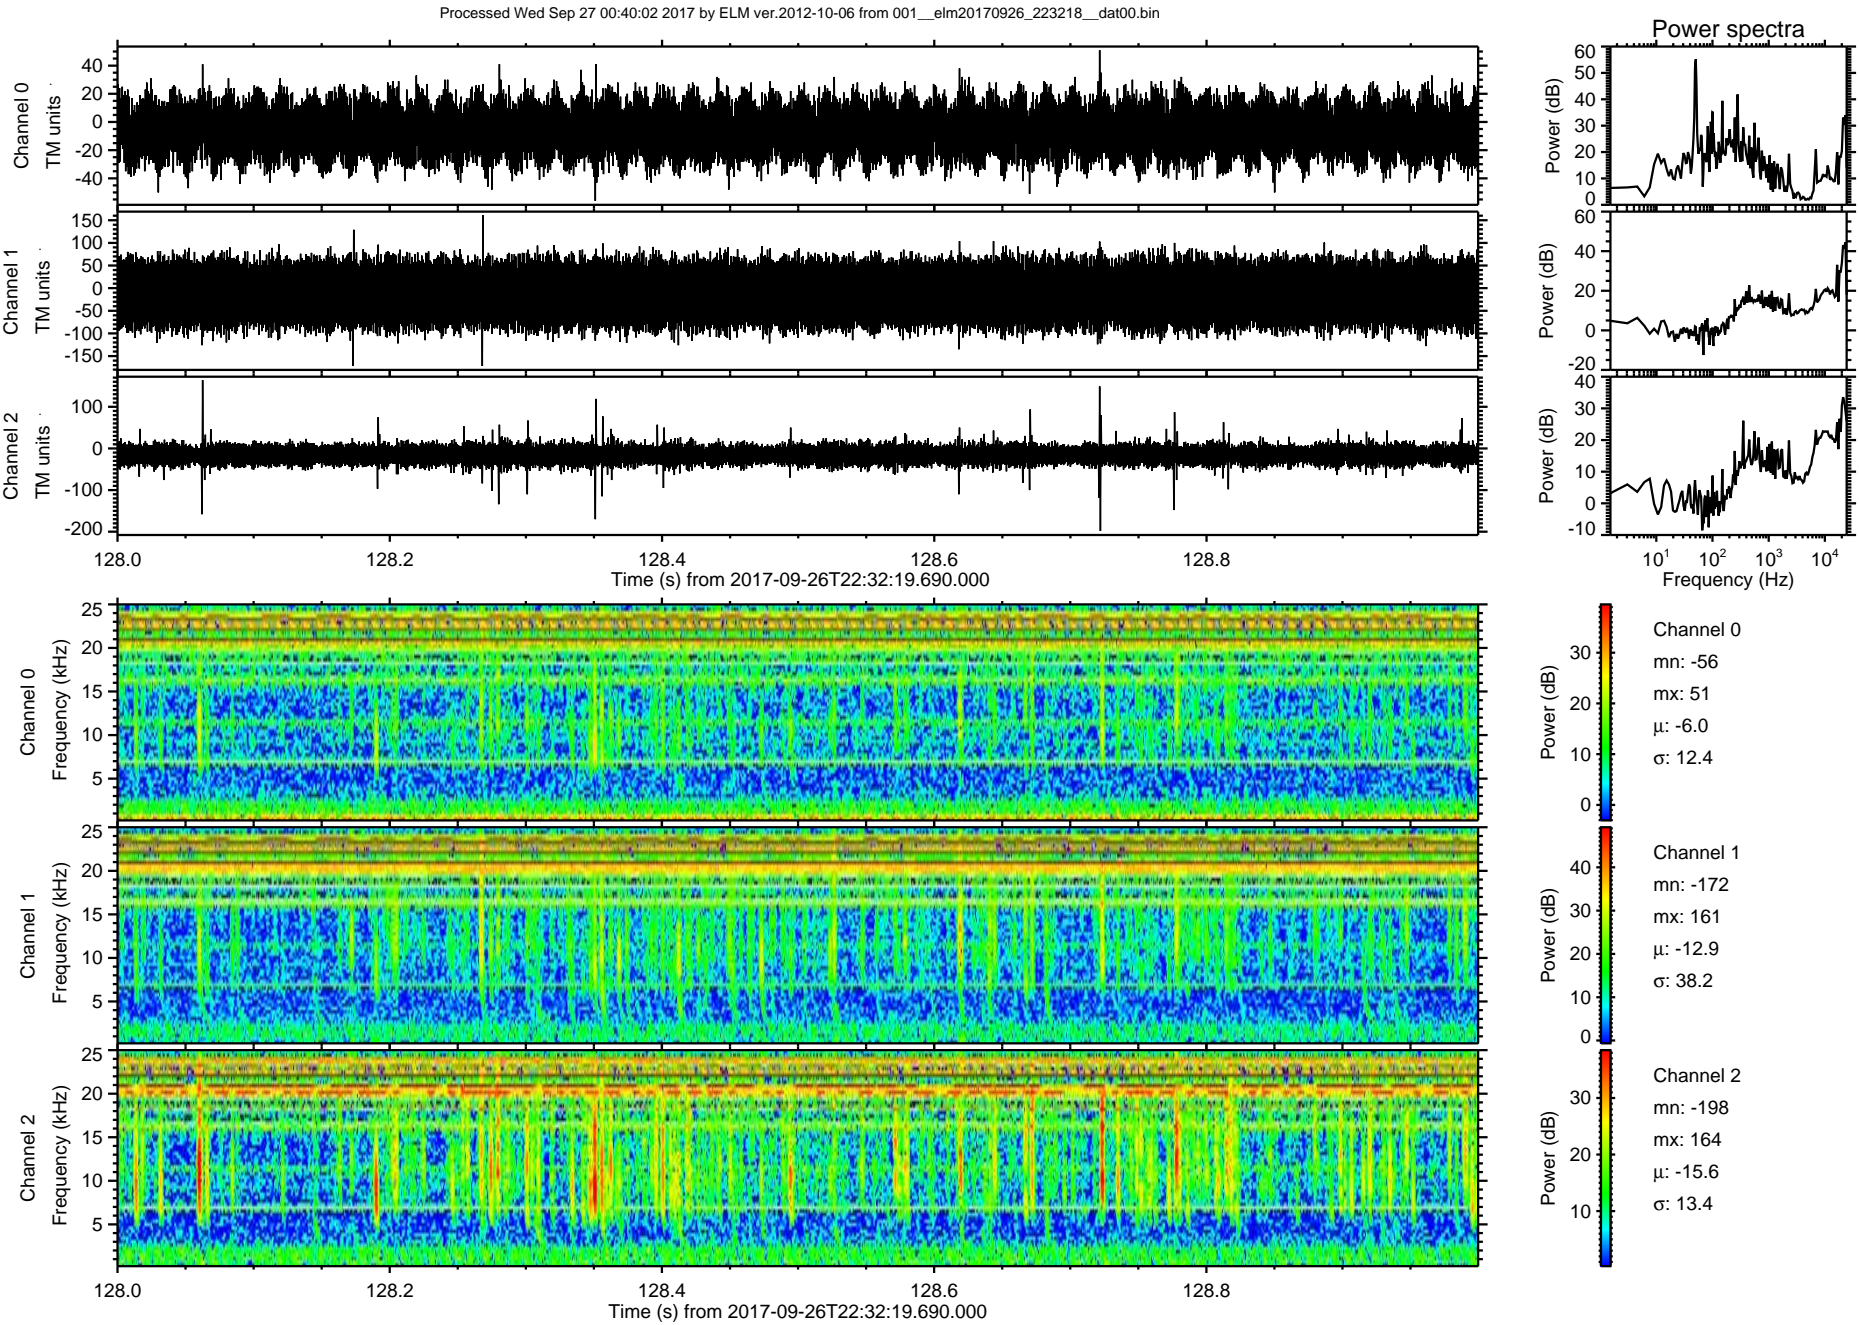 Processed Wed Sep 27 00:40:02 2017 by ELM ver.2012-10-06 from 001__elm20170926_223218__dat00.bin
Power spectra
Channel 0
TM units
40
20
0
-20
-40
Power (dB)
60
50
40
30
20
10
0
Channel 1
TM units
150
100
50
0
-50
-100
-150
Power (dB)
60
40
20
0
-20
Channel 2
TM units
100
0
-100
-200
Power (dB)
40
30
20
10
0
-10
128.0 128.2 128.4 128.6 128.8
Time (s) from 2017-09-26T22:32:19.690.000
10¹ 10² 10³ 10⁴
Frequency (Hz)
Channel 0
Frequency (kHz)
25
20
15
10
5
Power (dB)
30
20
10
0
Channel 0
mn: -56
mx: 51
μ: -6.0
σ: 12.4
Channel 1
Frequency (kHz)
25
20
15
10
5
Power (dB)
40
30
20
10
0
Channel 1
mn: -172
mx: 161
μ: -12.9
σ: 38.2
Channel 2
Frequency (kHz)
25
20
15
10
5
Power (dB)
30
20
10
Channel 2
mn: -198
mx: 164
μ: -15.6
σ: 13.4
128.0 128.2 128.4 128.6 128.8
Time (s) from 2017-09-26T22:32:19.690.000